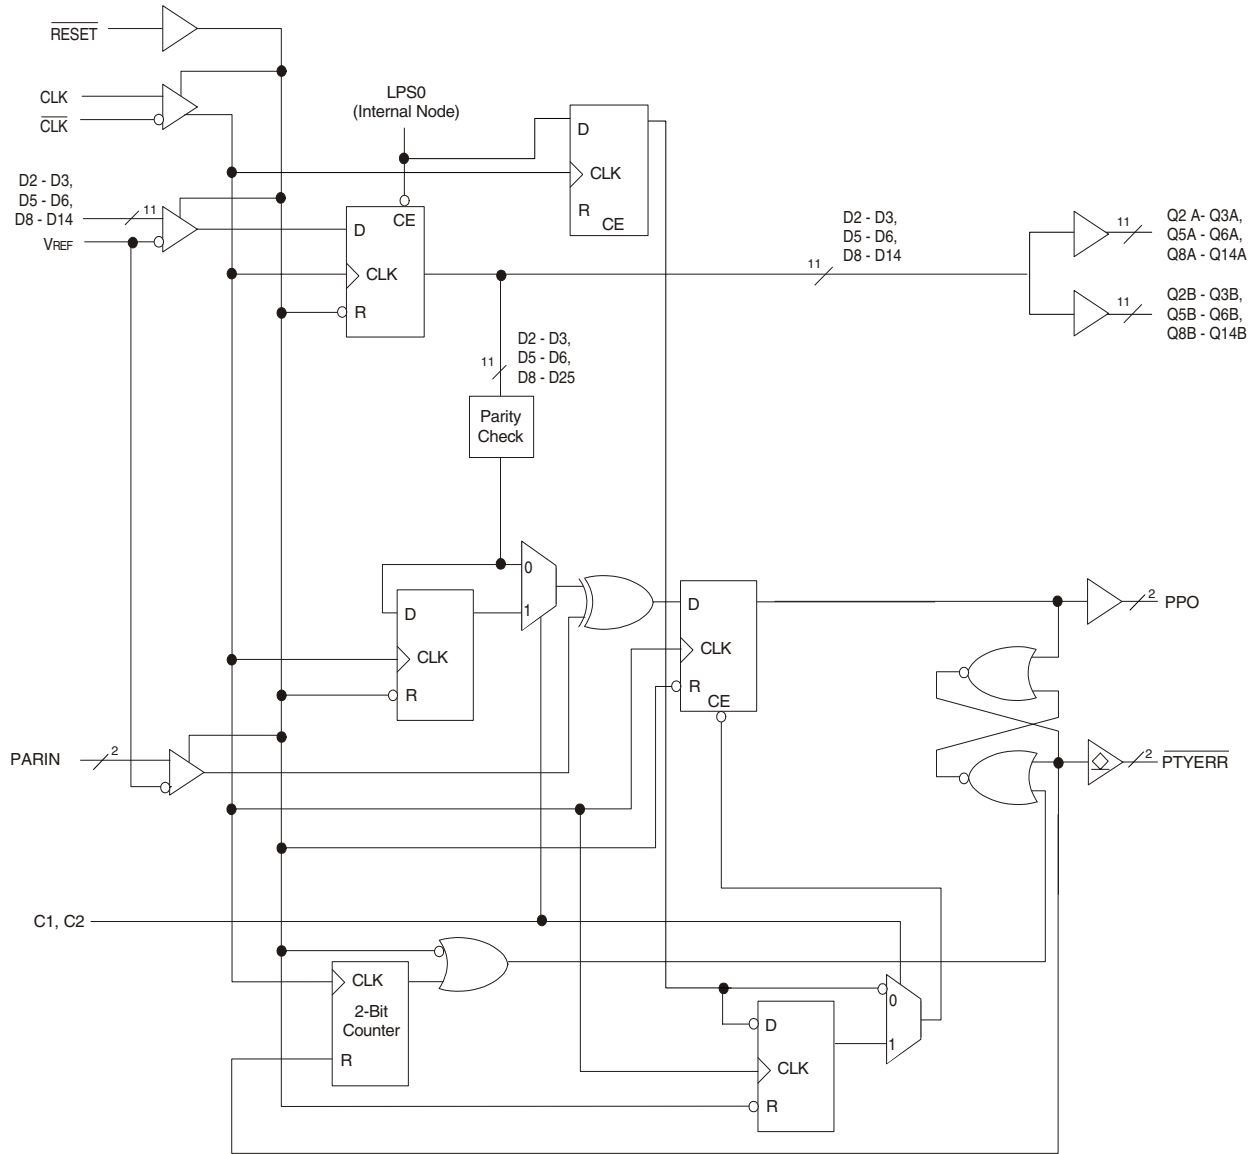 RESET
CLK
CLK
LPS0
(Internal Node)
D
CLK
R
CE
D2 - D3,
D5 - D6,
D8 - D14
11
VREF
CE
D
CLK
R
D2 - D3,
D5 - D6,
D8 - D14
11
11
Q2 A- Q3A,
Q5A - Q6A,
Q8A - Q14A
11
Q2B - Q3B,
Q5B - Q6B,
Q8B - Q14B
D2 - D3,
D5 - D6,
D8 - D25
11
Parity
Check
0
1
D
CLK
R
D
CLK
R
CE
2
PPO
PARIN
2
2
PTYERR
C1, C2
CLK
2-Bit
Counter
R
0
1
D
CLK
R